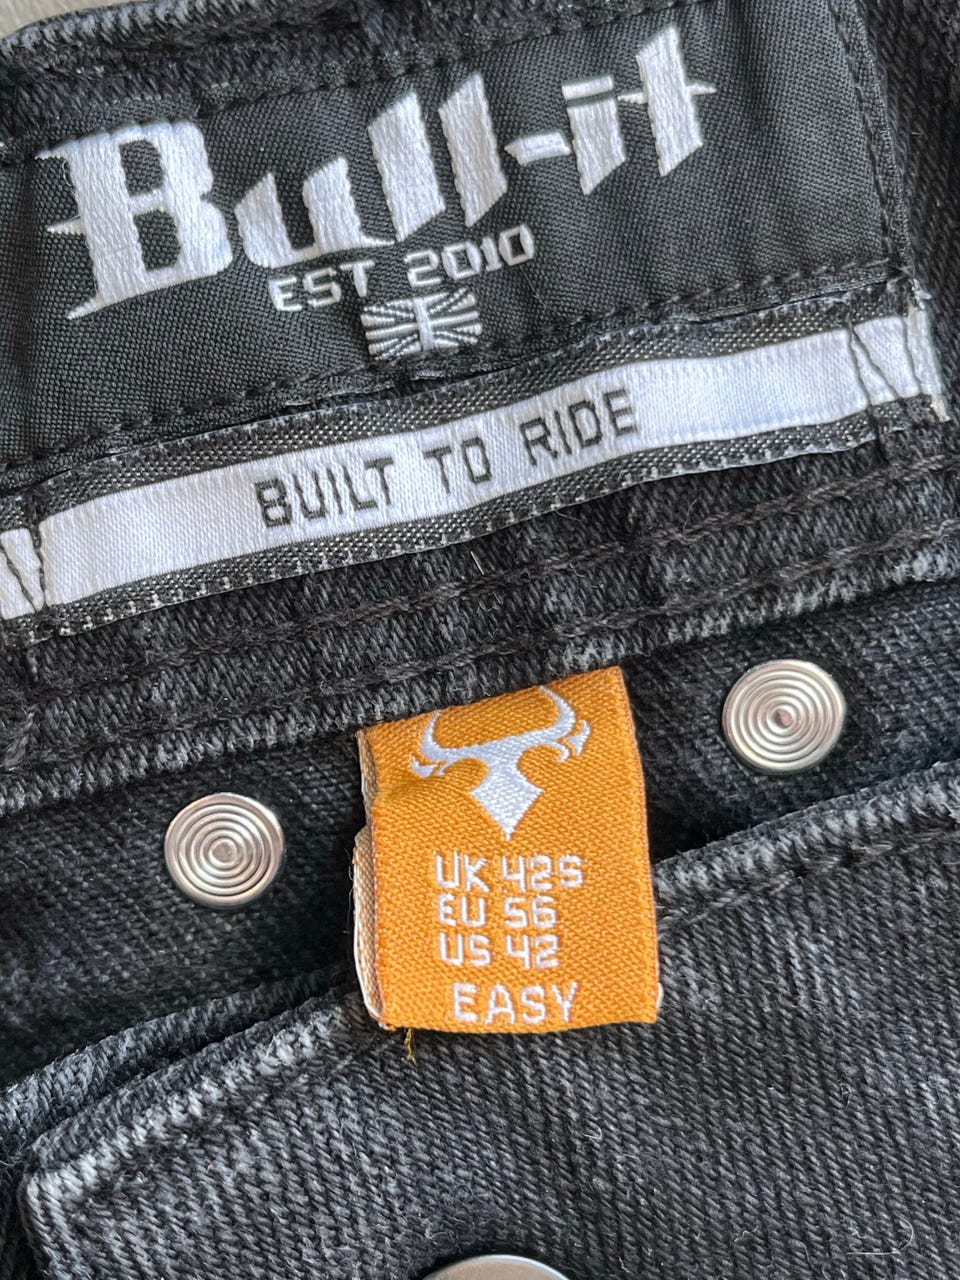 Bull-it
EST 2010
BUILT TO RIDE
UK 42S
EU 56
US 42
EASY